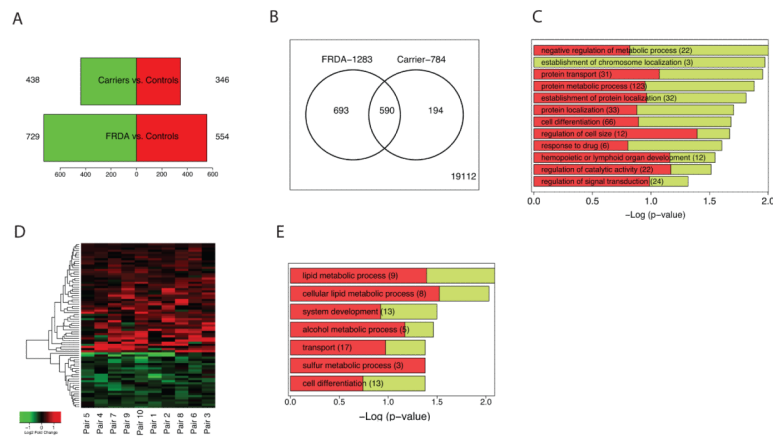 A
438
Carriers vs. Controls
346
729
FRDA vs. Controls
554
600 400 200 0 200 400 600
B
FRDA-1283
Carrier-784
693
590
194
19112
C
negative regulation of metabolic process (22)
establishment of chromosome localization (3)
protein transport (31)
protein metabolic process (123)
establishment of protein localization (32)
protein localization (33)
cell differentiation (66)
regulation of cell size (12)
response to drug (6)
hemopoietic or lymphoid organ development (12)
regulation of catalytic activity (22)
regulation of signal transduction (24)
0.0 0.5 1.0 1.5 2.0
-Log (p-value)
D
-1 0 1
Log2 Fold Change
Pair 5
Pair 4
Pair 7
Pair 9
Pair 10
Pair 1
Pair 2
Pair 8
Pair 6
Pair 3
E
lipid metabolic process (9)
cellular lipid metabolic process (8)
system development (13)
alcohol metabolic process (5)
transport (17)
sulfur metabolic process (3)
cell differentiation (13)
0.0 0.5 1.0 1.5 2.0
-Log (p-value)